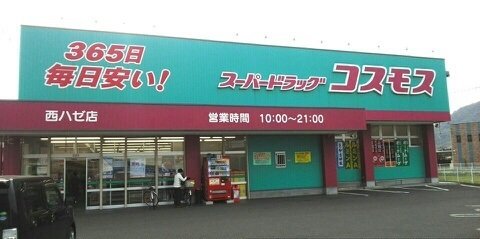 365日
毎日安い!
スーパードラッグ コスモス
西ハゼ店
営業時間 10:00〜21:00